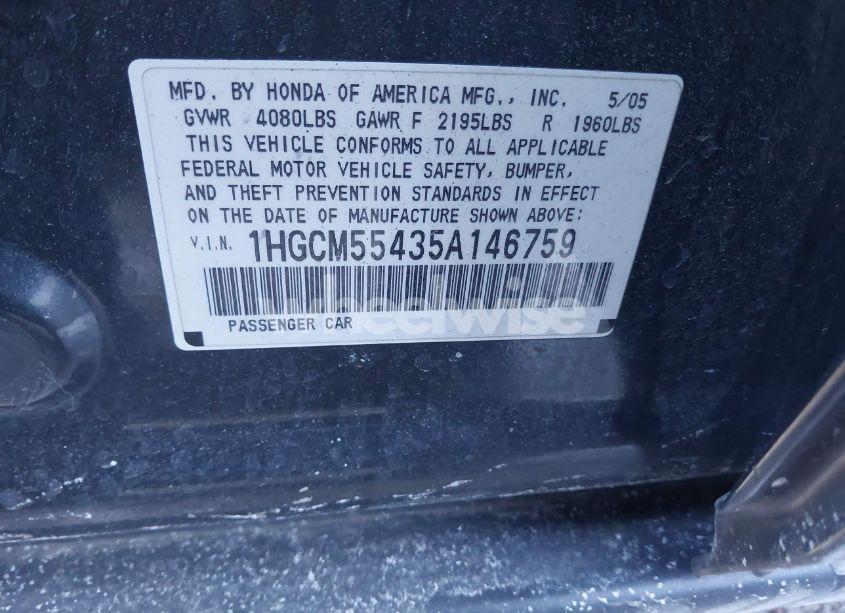 MFD. BY HONDA OF AMERICA MFG., INC. 5/05
GVWR 4080LBS GAWR F 2195LBS R 1960LBS
THIS VEHICLE CONFORMS TO ALL APPLICABLE
FEDERAL MOTOR VEHICLE SAFETY, BUMPER,
AND THEFT PREVENTION STANDARDS IN EFFECT
ON THE DATE OF MANUFACTURE SHOWN ABOVE:
V.I.N. 1HGCM55435A146759
wheelwise
PASSENGER CAR